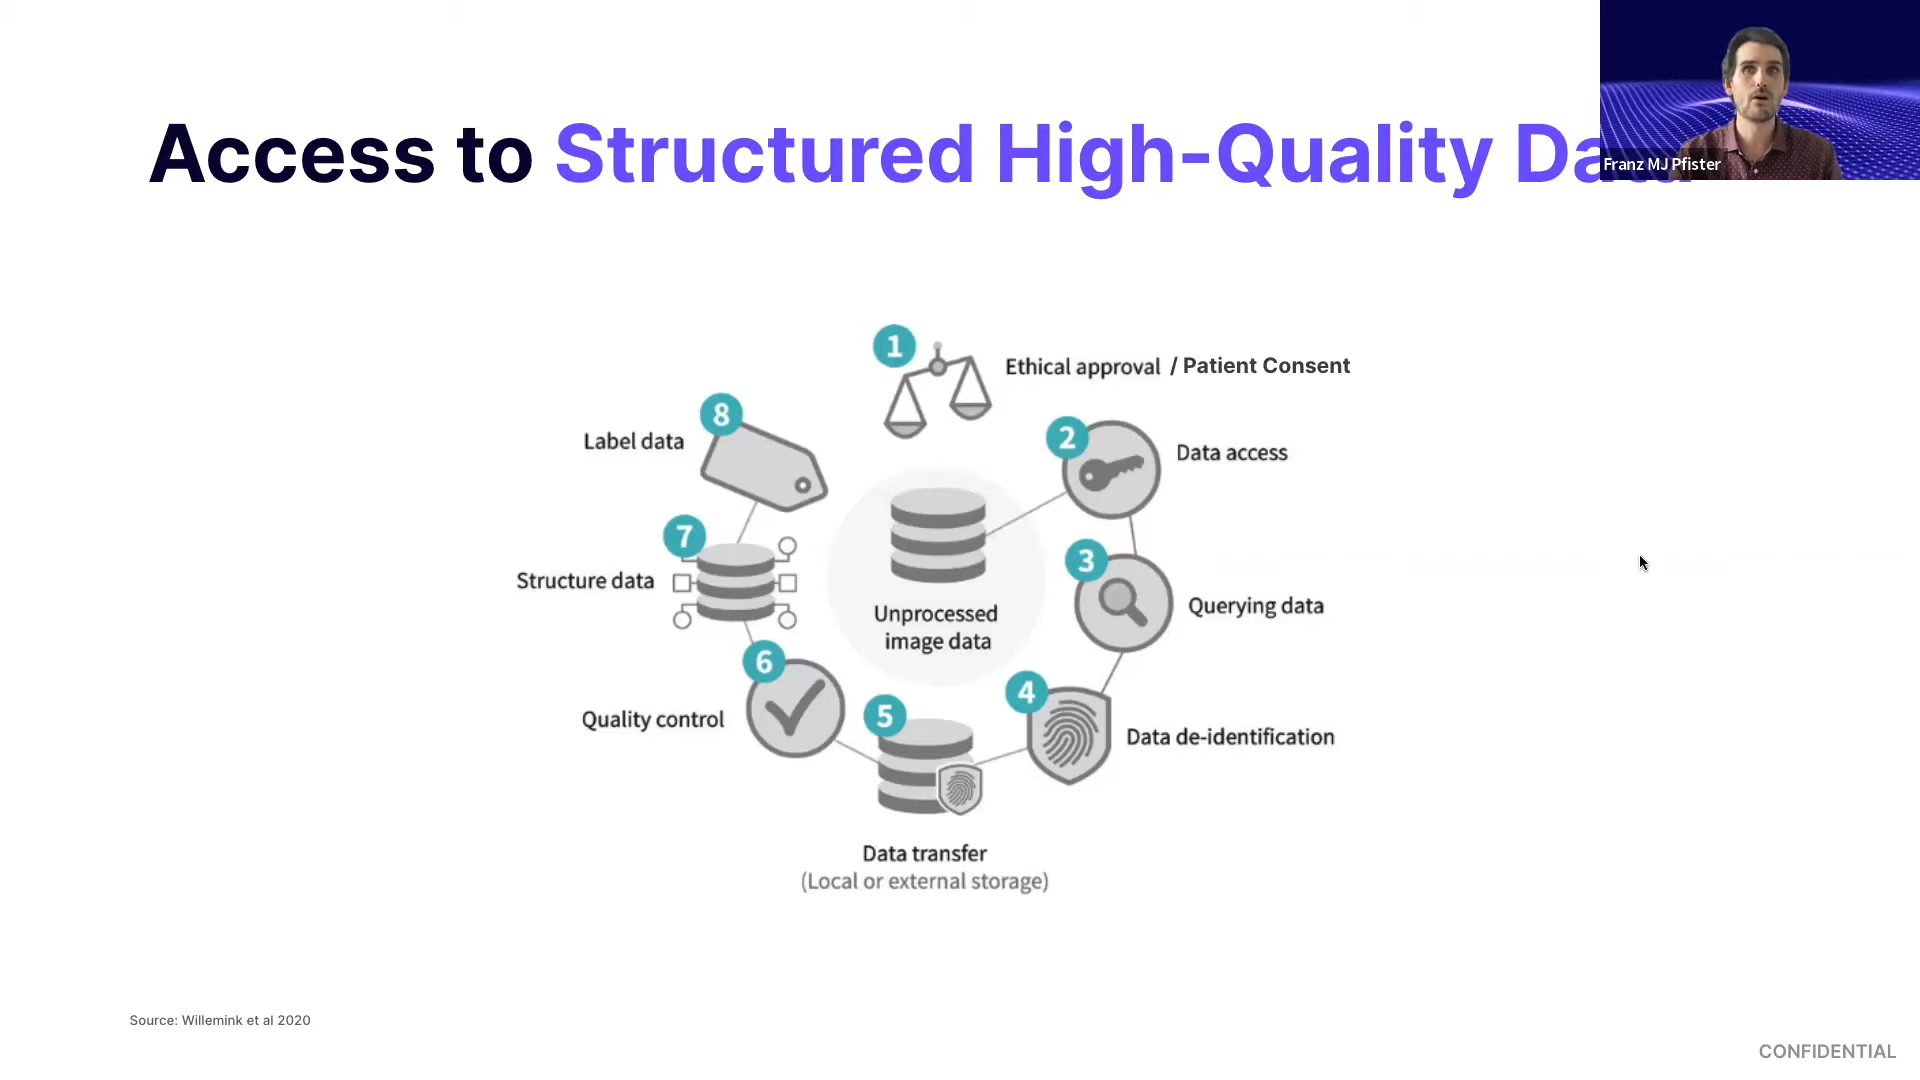 Access to Structured High-Quality Data
Franz MJ Pfister
1
Ethical approval / Patient Consent
2
Data access
3
Querying data
4
Data de-identification
5
Data transfer
(Local or external storage)
6
Quality control
7
Structure data
8
Label data
Unprocessed
image data
Source: Willemink et al 2020
CONFIDENTIAL